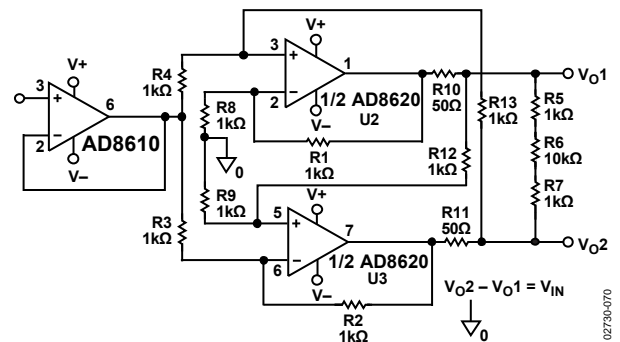 3
V+
6
2
V–
AD8610
R4
1kΩ
R3
1kΩ
3
V+
1
2
V–
1/2 AD8620
U2
R8
1kΩ
0
R9
1kΩ
R1
1kΩ
R10
50Ω
R12
1kΩ
R13
1kΩ
VO1
R5
1kΩ
R6
10kΩ
R7
1kΩ
5
V+
7
6
V–
1/2 AD8620
U3
R2
1kΩ
R11
50Ω
VO2
VO2 – VO1 = VIN
0
02730-070